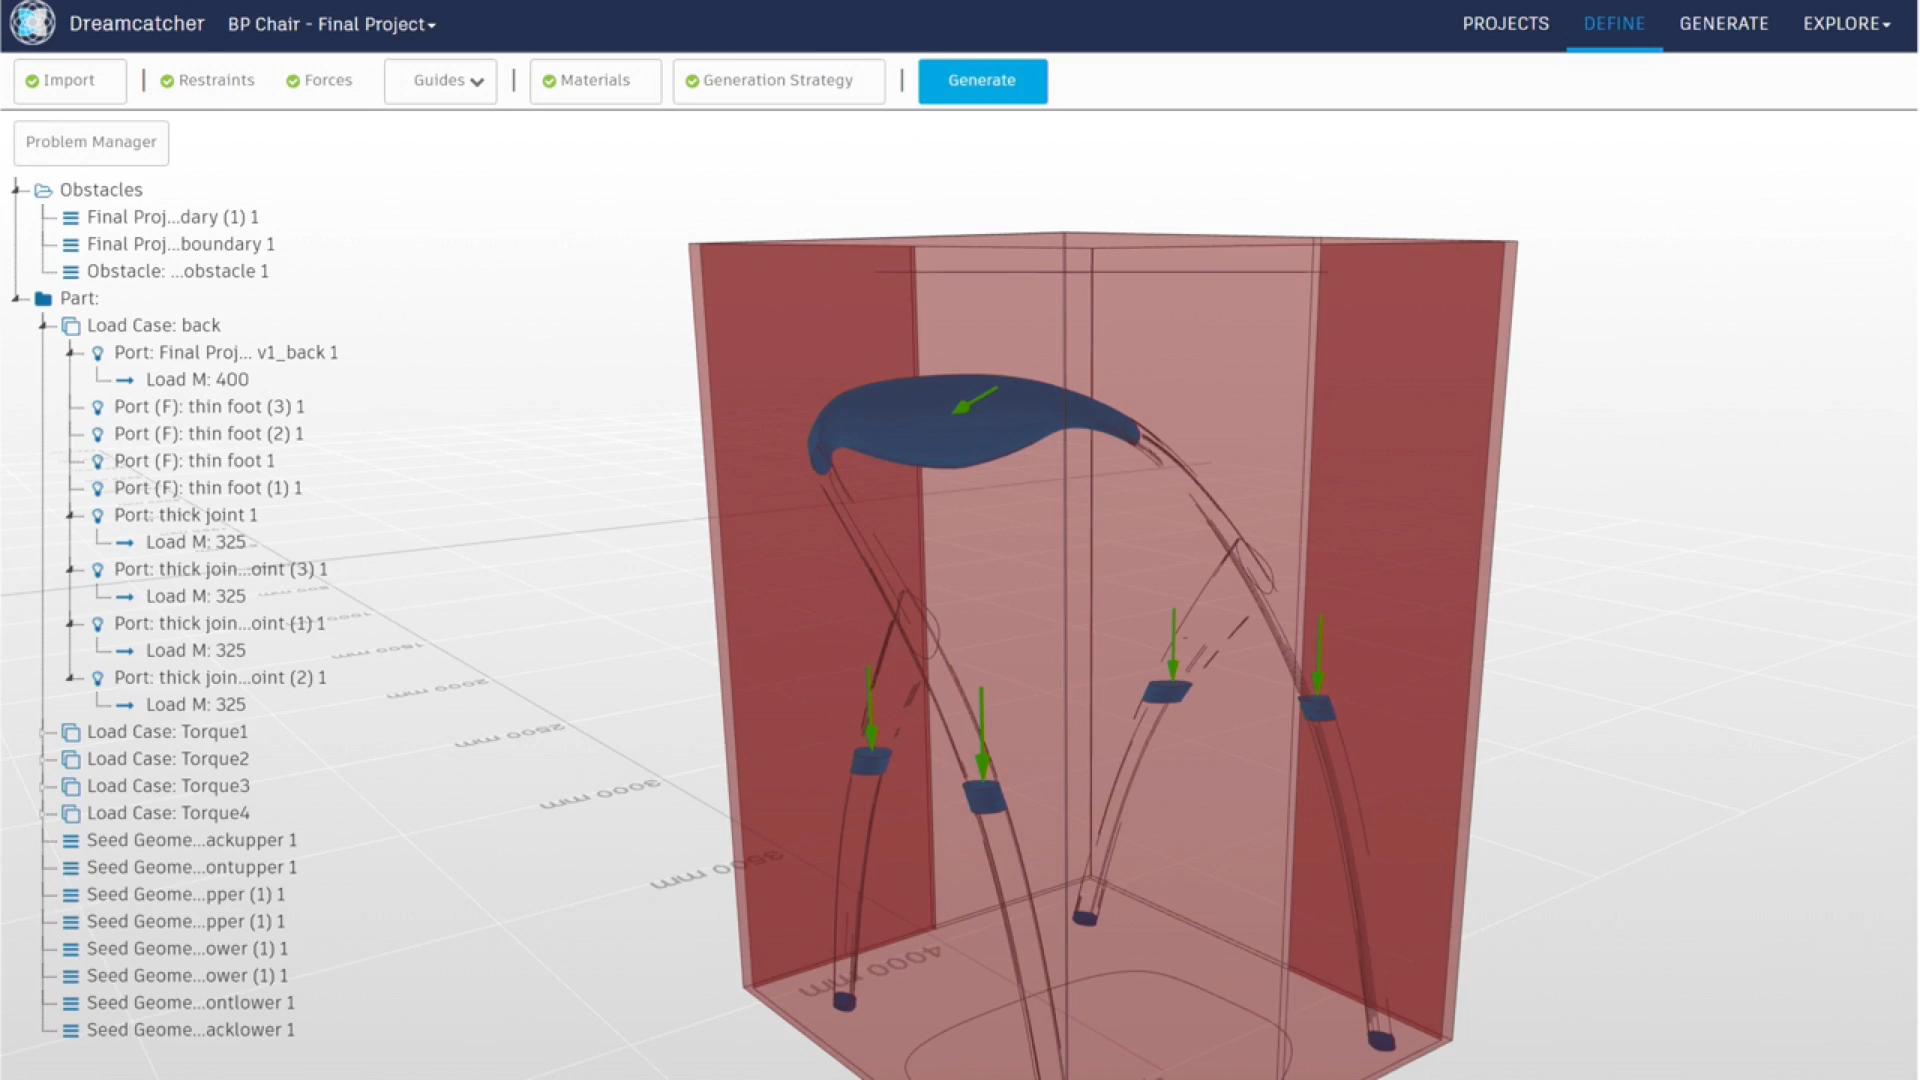 Dreamcatcher BP Chair - Final Project PROJECTS DEFINE GENERATE EXPLORE
Import Restraints Forces Guides Materials Generation Strategy Generate
Problem Manager
Obstacles
Final Proj...dary (1) 1
Final Proj...boundary 1
Obstacle: ...obstacle 1
Part:
Load Case: back
Port: Final Proj... v1_back 1
Load M: 400
Port (F): thin foot (3) 1
Port (F): thin foot (2) 1
Port (F): thin foot 1
Port (F): thin foot (1) 1
Port: thick joint 1
Load M: 325
Port: thick join...oint (3) 1
Load M: 325
Port: thick join...oint (1) 1
Load M: 325
Port: thick join...oint (2) 1
Load M: 325
Load Case: Torque1
Load Case: Torque2
Load Case: Torque3
Load Case: Torque4
Seed Geome...ackupper 1
Seed Geome...ontupper 1
Seed Geome...pper (1) 1
Seed Geome...pper (1) 1
Seed Geome...ower (1) 1
Seed Geome...ower (1) 1
Seed Geome...ontlower 1
Seed Geome...acklower 1
1500 mm
2000 mm
2500 mm
3000 mm
3500 mm
4000 mm